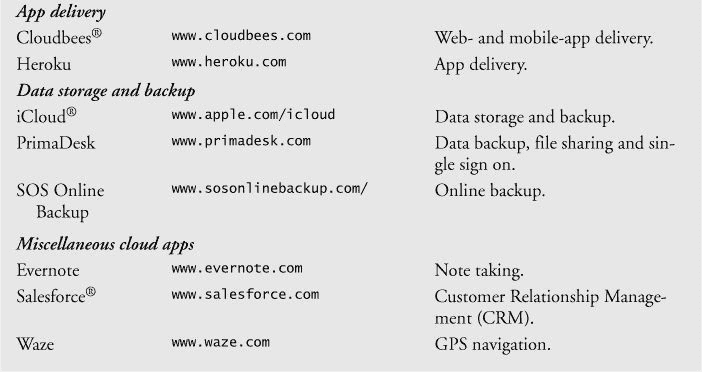 App delivery
Cloudbees® www.cloudbees.com Web- and mobile-app delivery.
Heroku www.heroku.com App delivery.
Data storage and backup
iCloud® www.apple.com/icloud Data storage and backup.
PrimaDesk www.primadesk.com Data backup, file sharing and sin-
gle sign on.
SOS Online www.sosonlinebackup.com/ Online backup.
Backup
Miscellaneous cloud apps
Evernote www.evernote.com Note taking.
Salesforce® www.salesforce.com Customer Relationship Manage-
ment (CRM).
Waze www.waze.com GPS navigation.